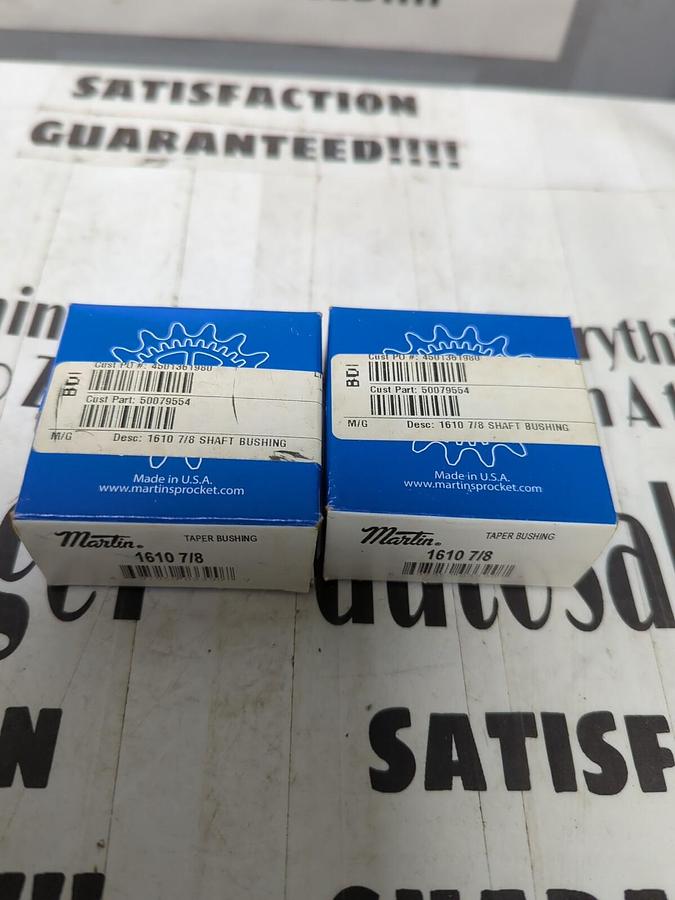 SATISFACTION
GUARANTEED!!!!
BDI
Cust PO #: 4501361980
Cust Part: 50079554
M/G Desc: 1610 7/8 SHAFT BUSHING
Made in U.S.A.
www.martinsprocket.com
Martin® TAPER BUSHING
1610 7/8
BDI
Cust PO #: 4501361980
Cust Part: 50079554
M/G Desc: 1610 7/8 SHAFT BUSHING
Made in U.S.A.
www.martinsprocket.com
Martin® TAPER BUSHING
1610 7/8